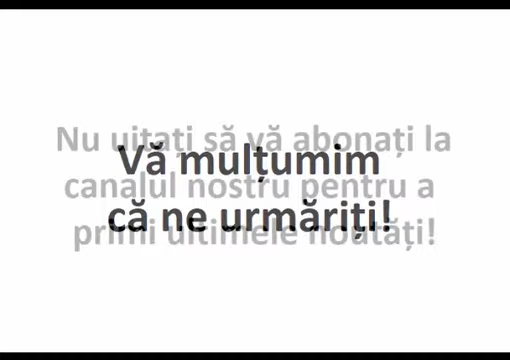 Nu uitați să vă abonați la
Vă mulțumim
canalul nostru pentru a
că ne urmăriți!
primi ultimele noutăți!